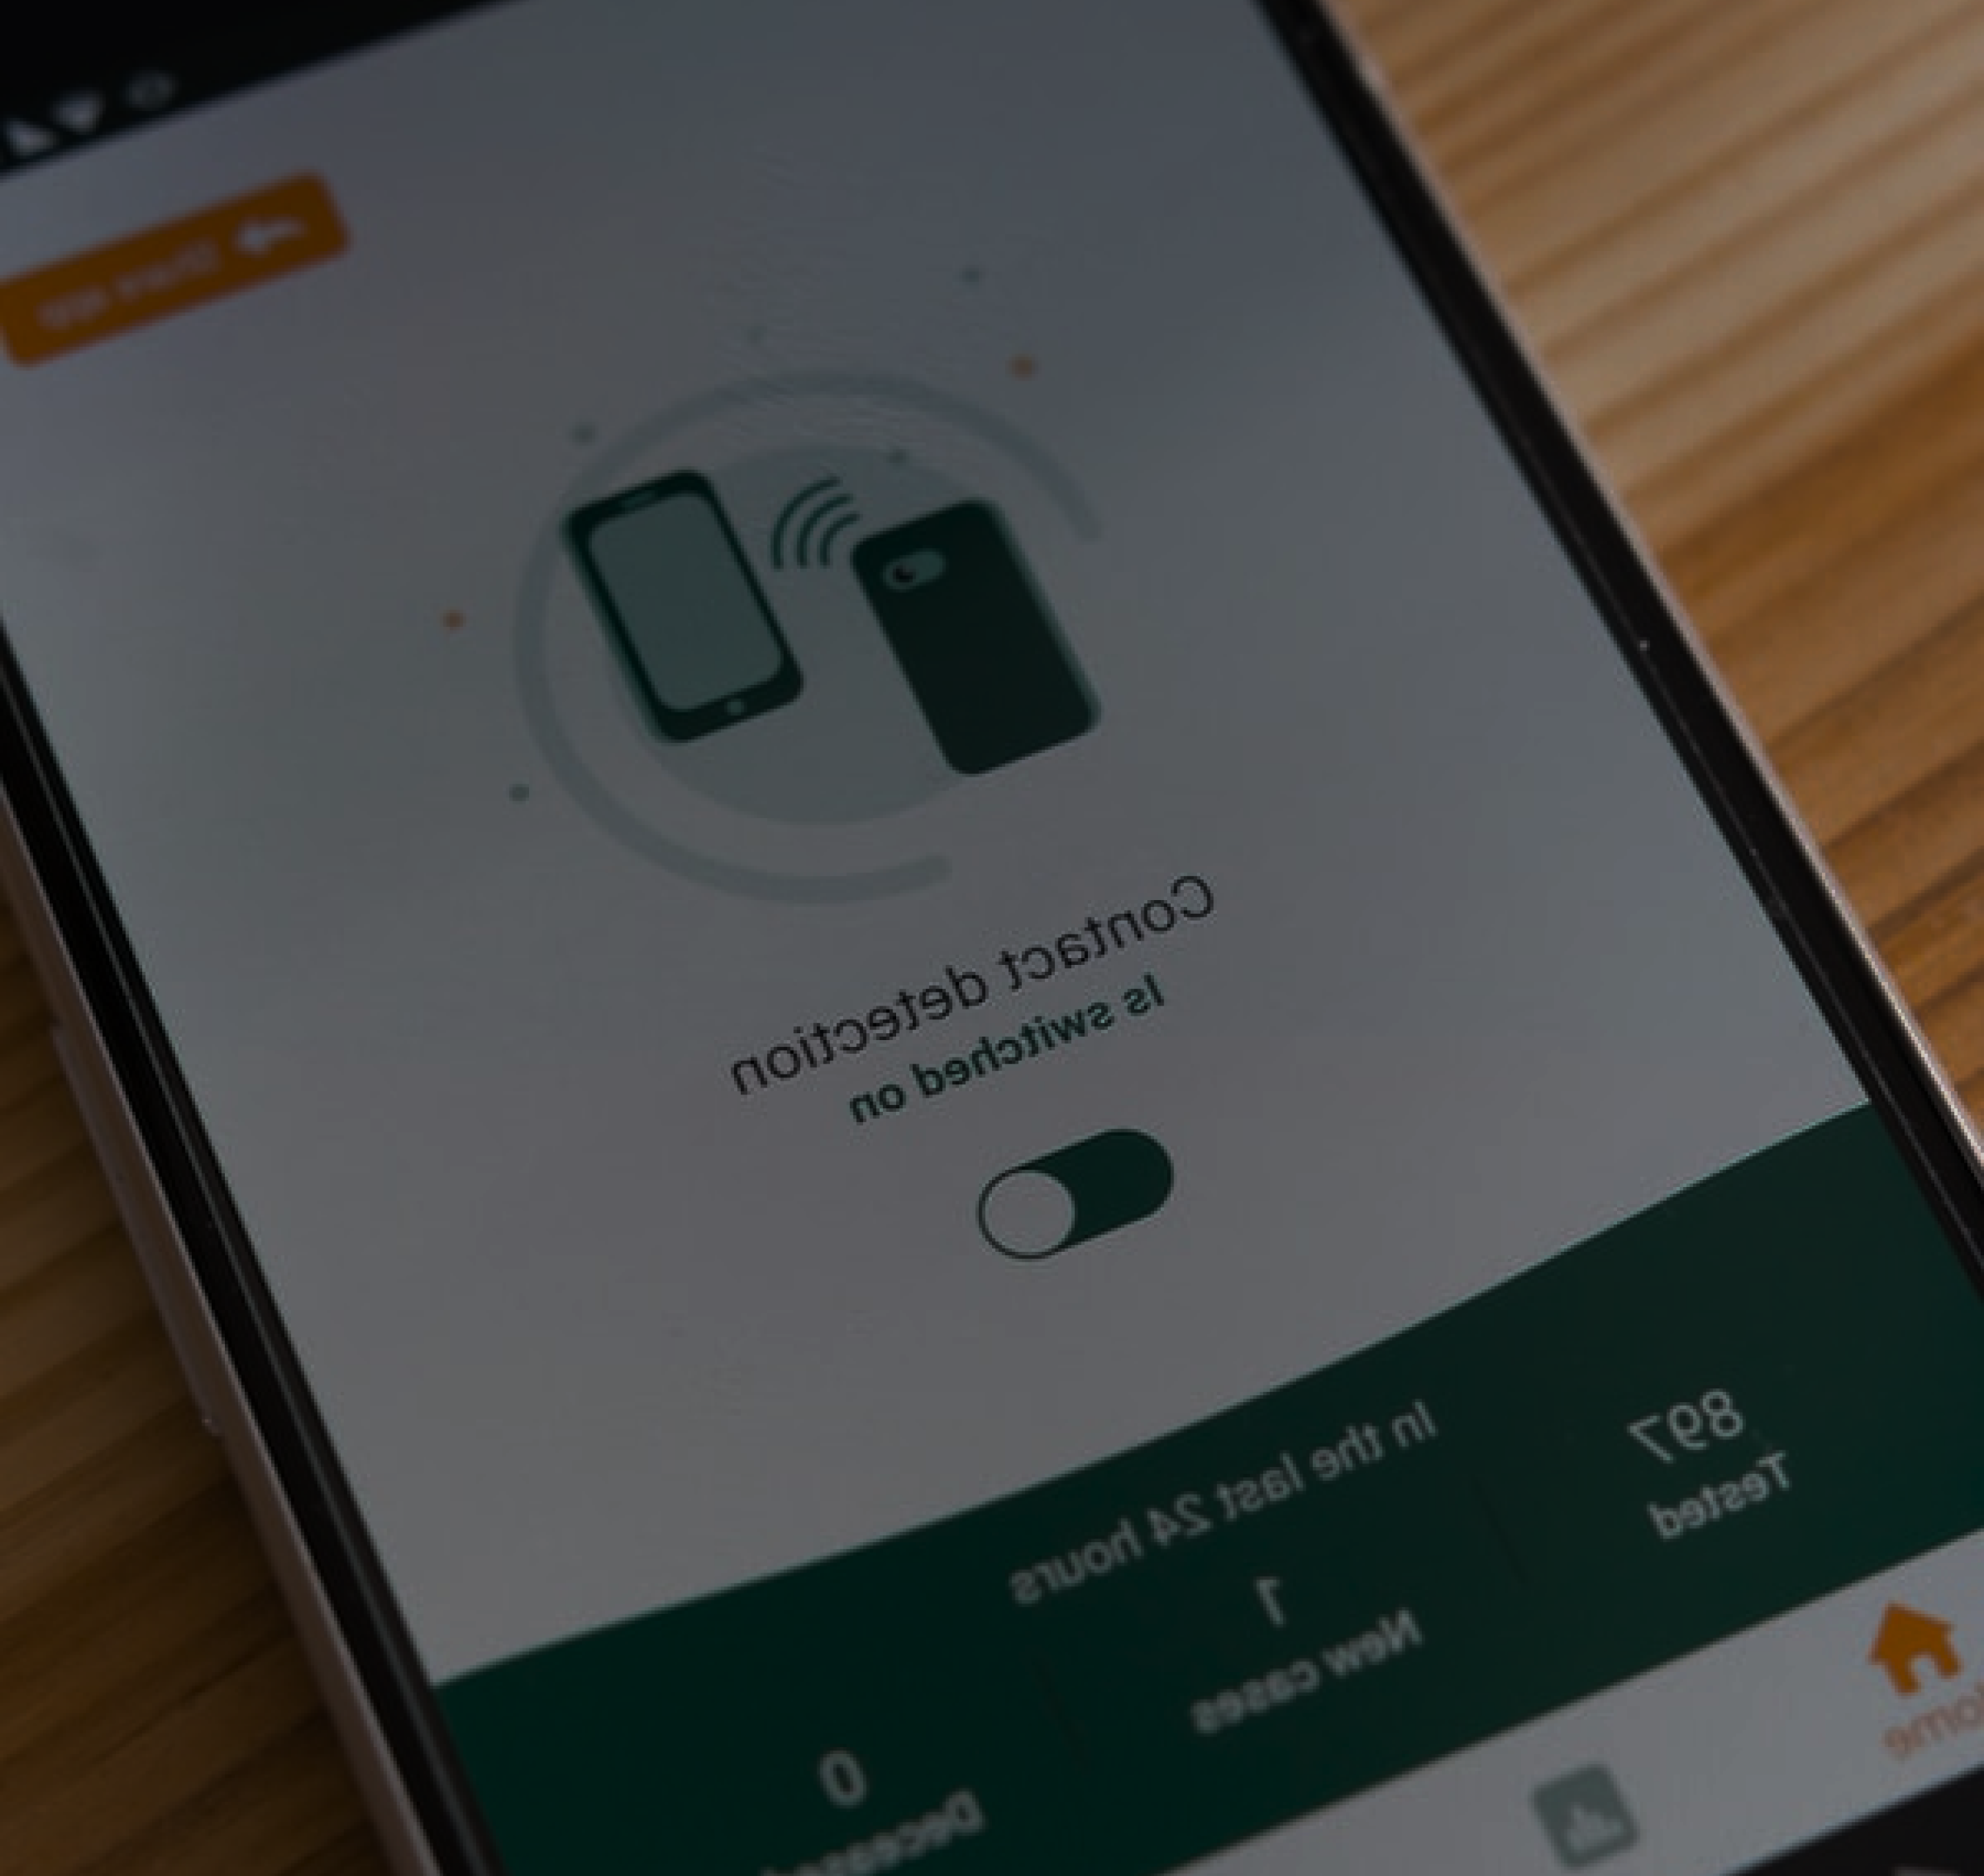 Share app
Contact detection
Is switched on
In the last 24 hours
897
Tested
1
New cases
0
Deceased
Home